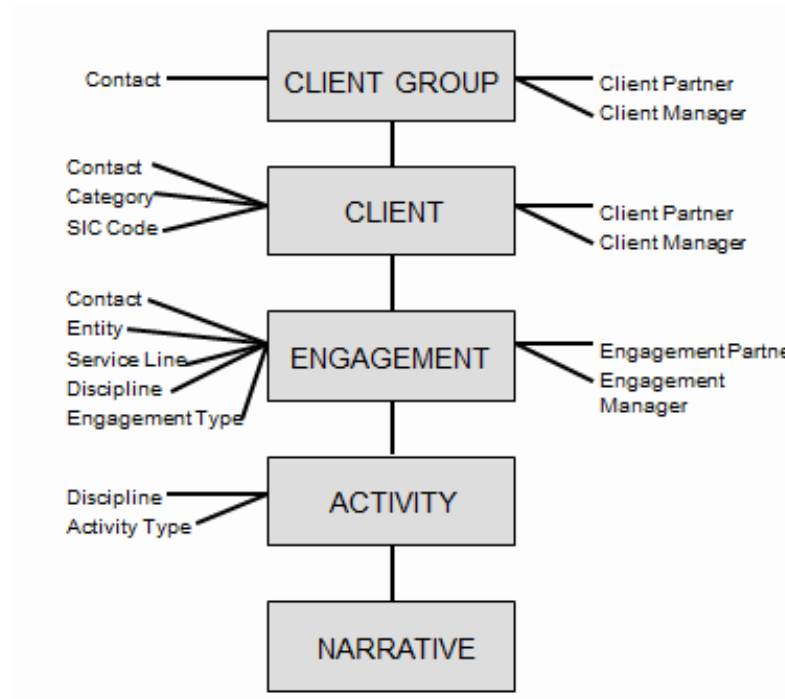 Contact
CLIENT GROUP
Client Partner
Client Manager
Contact
Category
SIC Code
CLIENT
Client Partner
Client Manager
Contact
Entity
Service Line
Discipline
Engagement Type
ENGAGEMENT
Engagement Partne
Engagement
Manager
Discipline
Activity Type
ACTIVITY
NARRATIVE